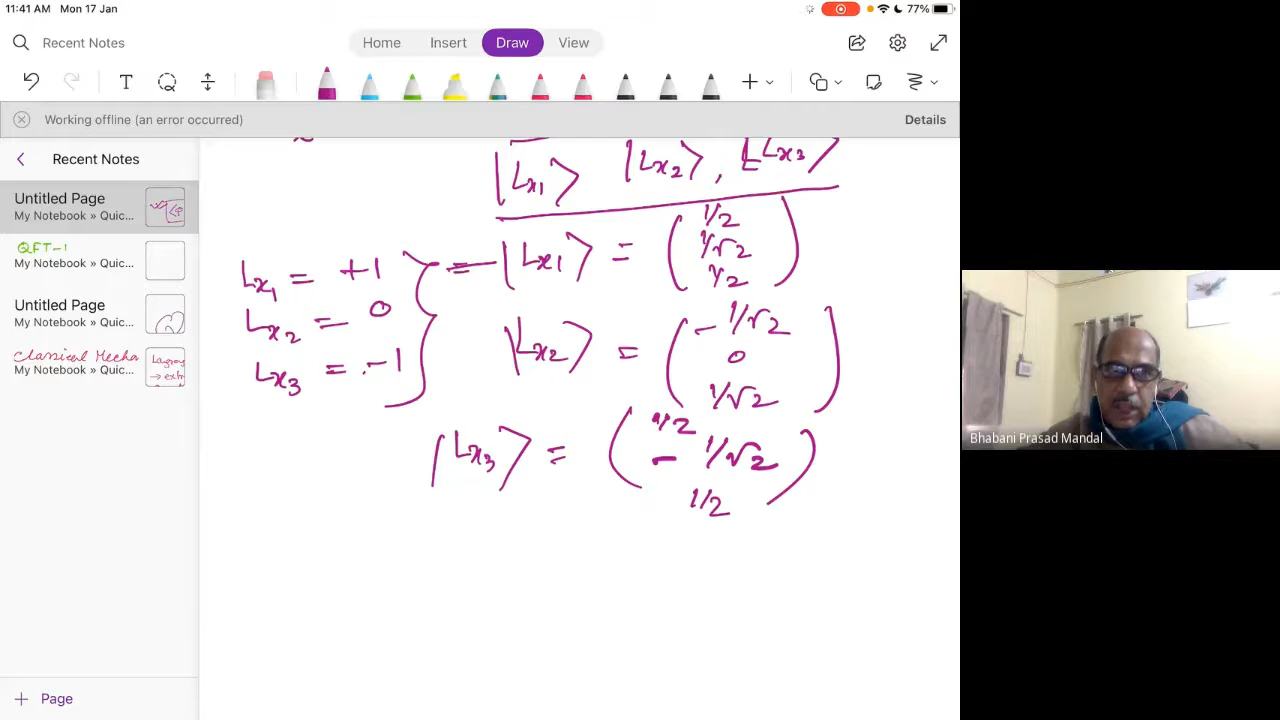 11:41 AM Mon 17 Jan
77%
Recent Notes
Home Insert Draw View
Working offline (an error occurred)
Details
Recent Notes
Untitled Page
My Notebook » Quic...
QFT-1
My Notebook » Quic...
Untitled Page
My Notebook » Quic...
Classical Mecha
My Notebook » Quic...
Page
|Lx₁⟩ |Lx₂⟩, |Lx₃⟩
Lx₁ = +1
Lx₂ = 0
Lx₃ = -1
|Lx₁⟩ = (1/2
1/√2
1/2)
|Lx₂⟩ = (-1/√2
0
1/√2)
|Lx₃⟩ = (1/2
- 1/√2
1/2)
Bhabani Prasad Mandal